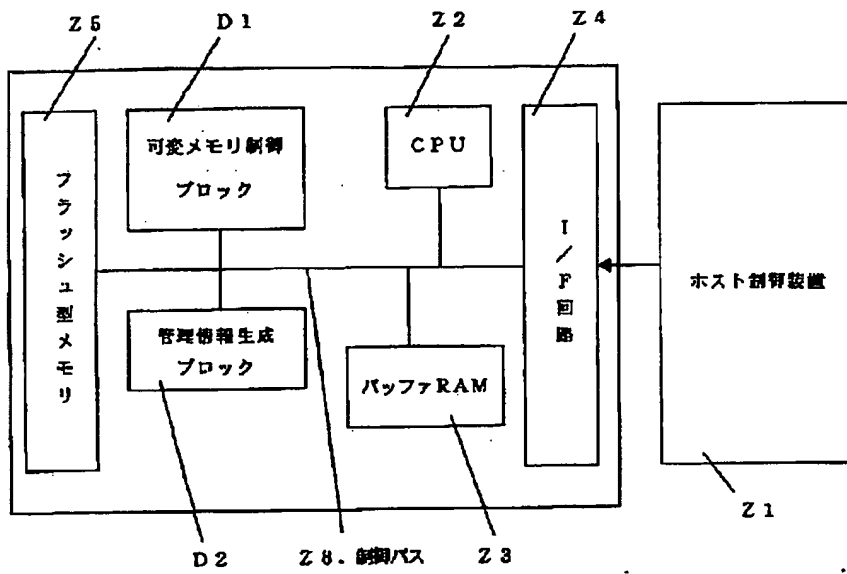 Z5
D1
Z2
Z4
可変メモリ制御
ブロック
CPU
フラッシュ型メモリ
I/F回路
ホスト制御装置
管理情報生成
ブロック
バッファRAM
D2
Z8.制御バス
Z3
Z1